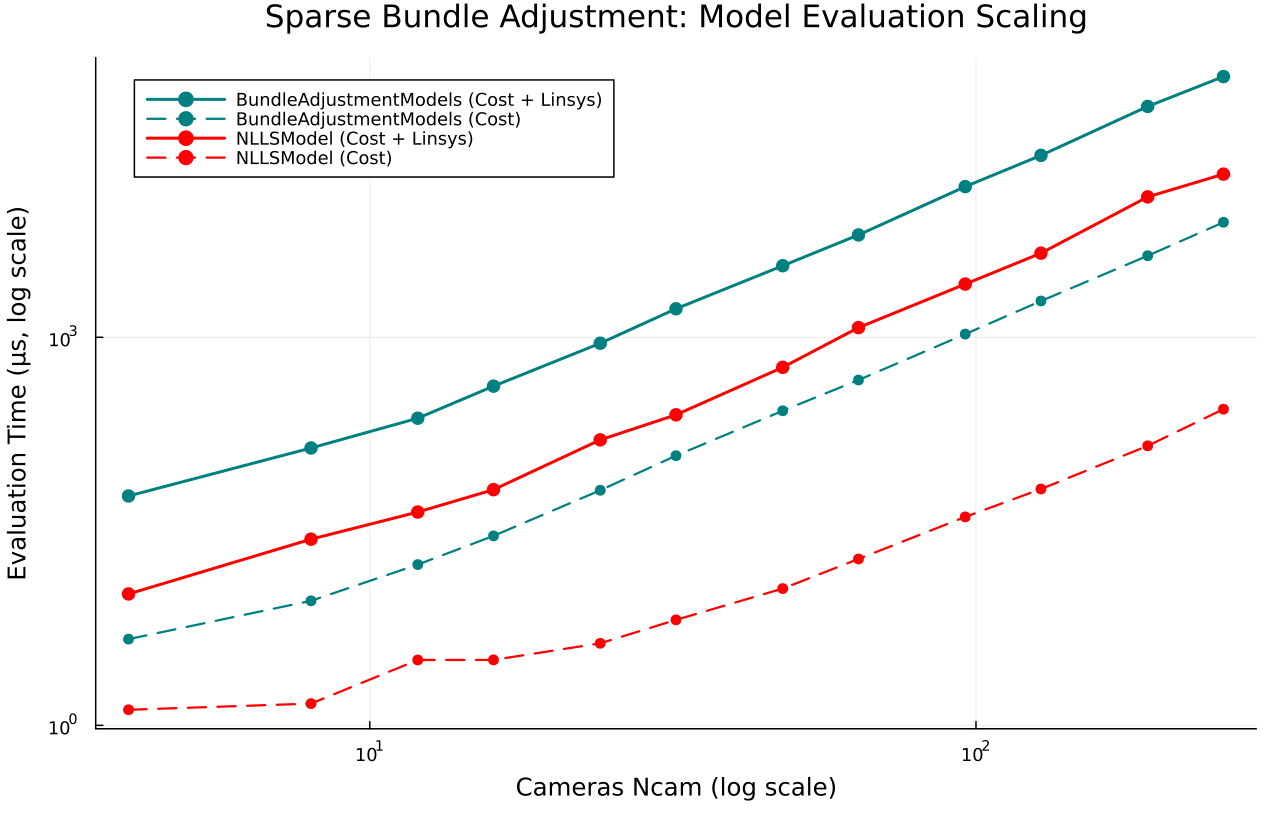 Sparse Bundle Adjustment: Model Evaluation Scaling
BundleAdjustmentModels (Cost + Linsys)
BundleAdjustmentModels (Cost)
NLLSModel (Cost + Linsys)
NLLSModel (Cost)
Evaluation Time (μs, log scale)
10³
10⁰
10¹
10²
Cameras Ncam (log scale)